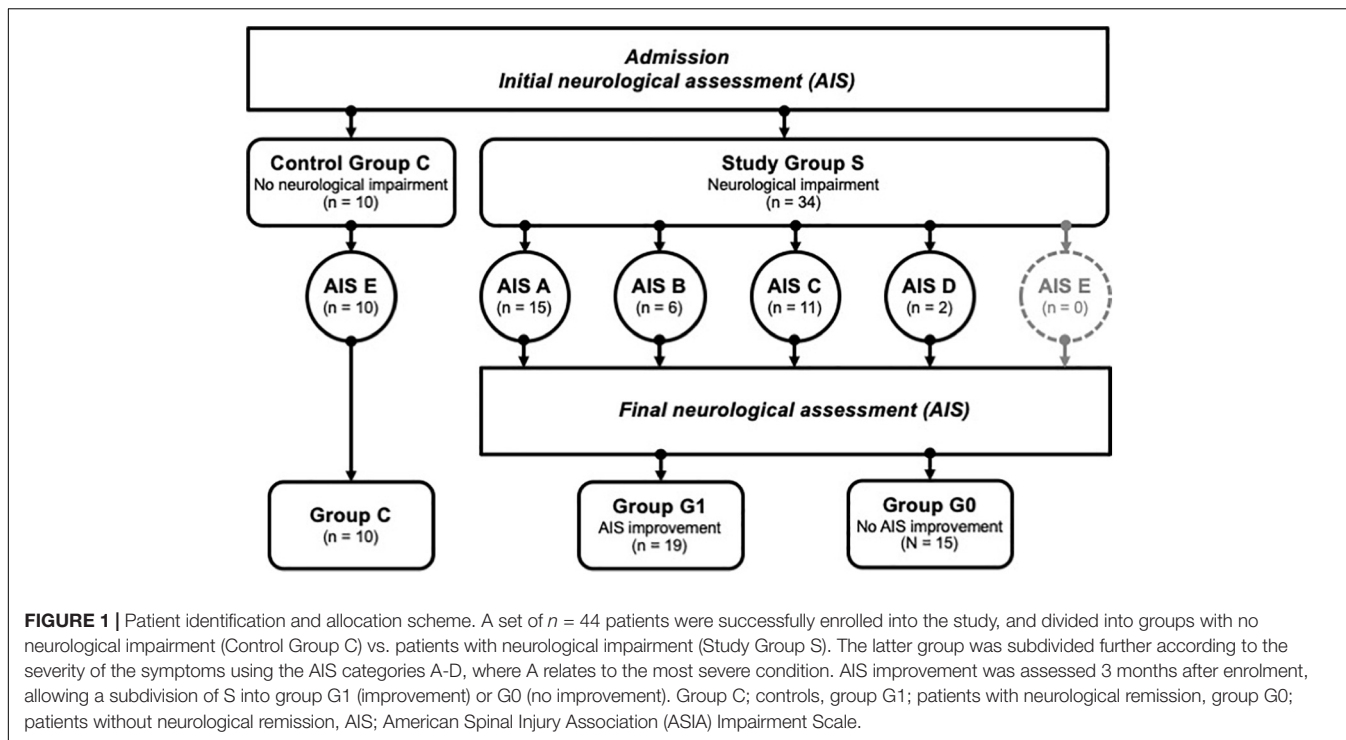 Admission
Initial neurological assessment (AIS)
Control Group C
No neurological impairment
(n = 10)
Study Group S
Neurological impairment
(n = 34)
AIS E
(n = 10)
AIS A
(n = 15)
AIS B
(n = 6)
AIS C
(n = 11)
AIS D
(n = 2)
AIS E
(n = 0)
Final neurological assessment (AIS)
Group C
(n = 10)
Group G1
AIS improvement
(n = 19)
Group G0
No AIS improvement
(N = 15)
FIGURE 1 | Patient identification and allocation scheme. A set of n = 44 patients were successfully enrolled into the study, and divided into groups with no
neurological impairment (Control Group C) vs. patients with neurological impairment (Study Group S). The latter group was subdivided further according to the
severity of the symptoms using the AIS categories A-D, where A relates to the most severe condition. AIS improvement was assessed 3 months after enrolment,
allowing a subdivision of S into group G1 (improvement) or G0 (no improvement). Group C; controls, group G1; patients with neurological remission, group G0;
patients without neurological remission, AIS; American Spinal Injury Association (ASIA) Impairment Scale.